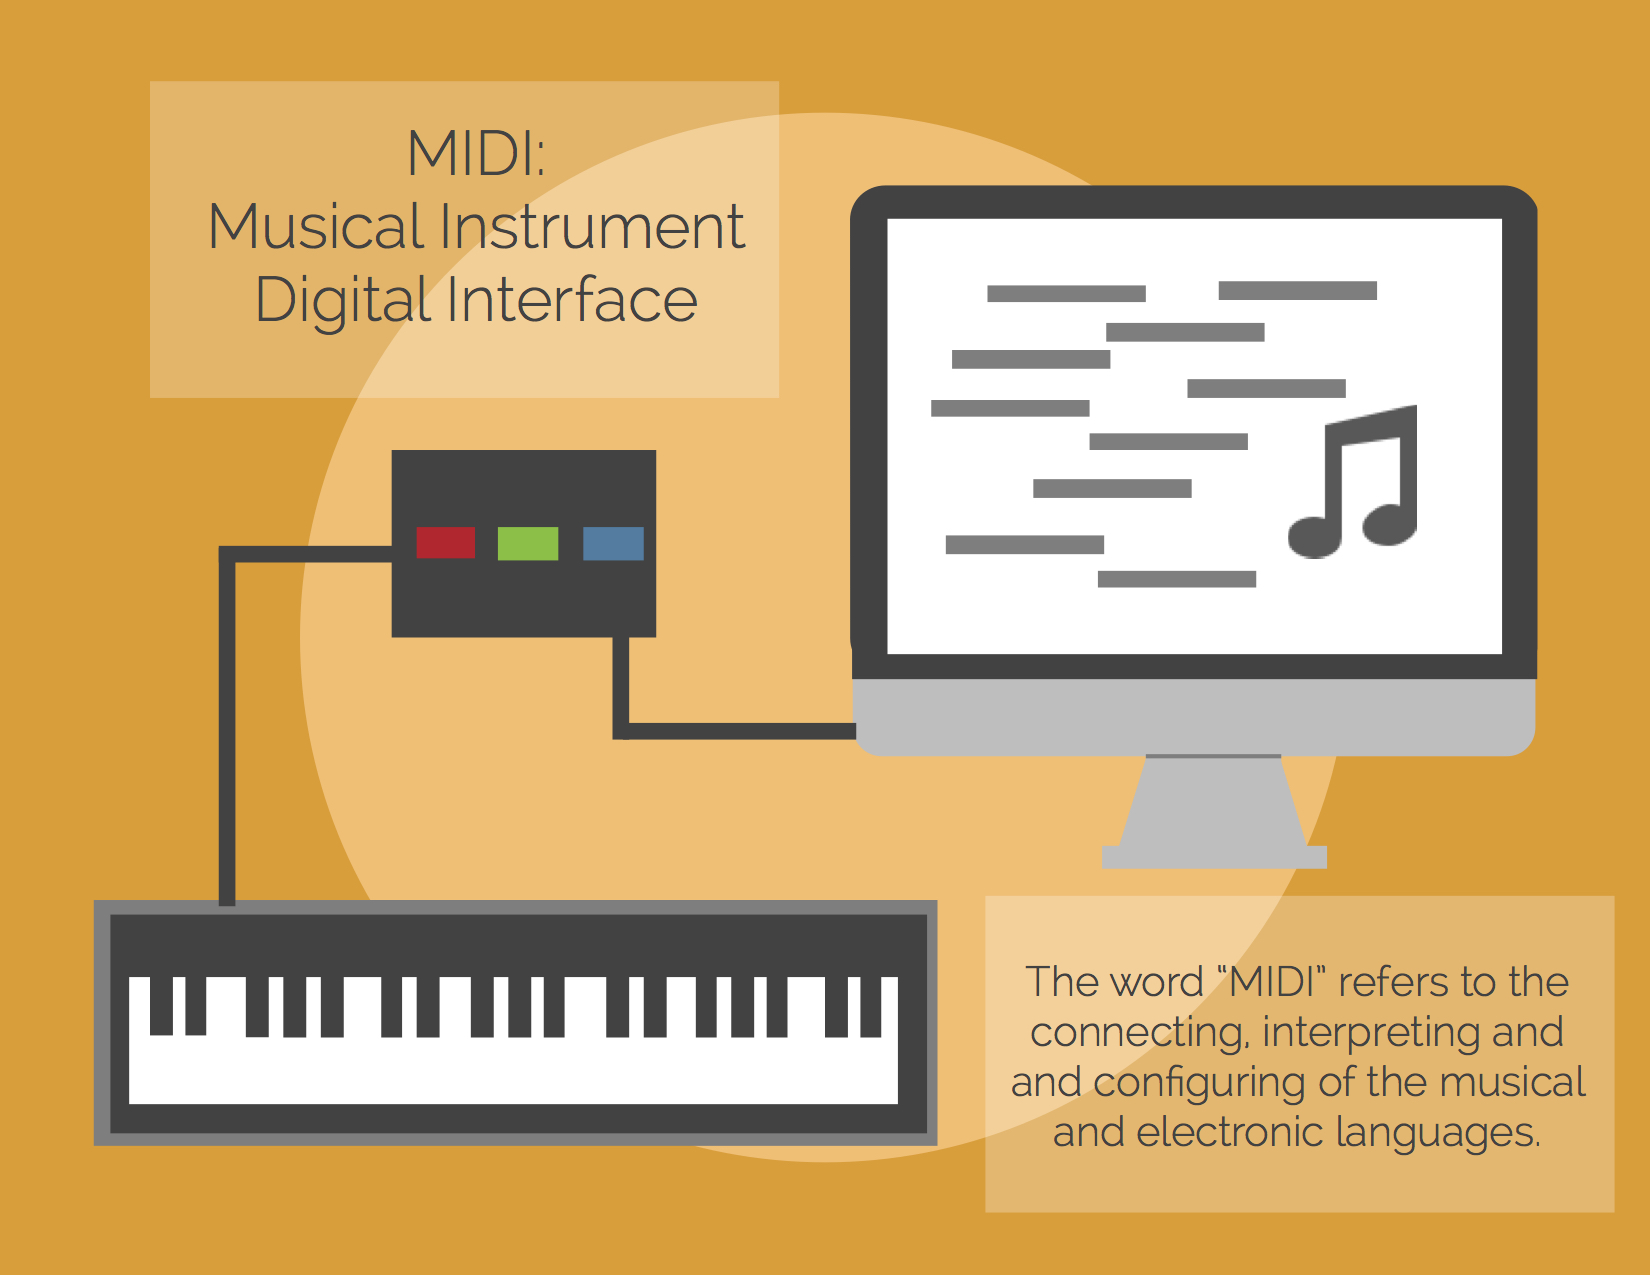 MIDI:
Musical Instrument
Digital Interface
The word “MIDI” refers to the
connecting, interpreting and
and configuring of the musical
and electronic languages.